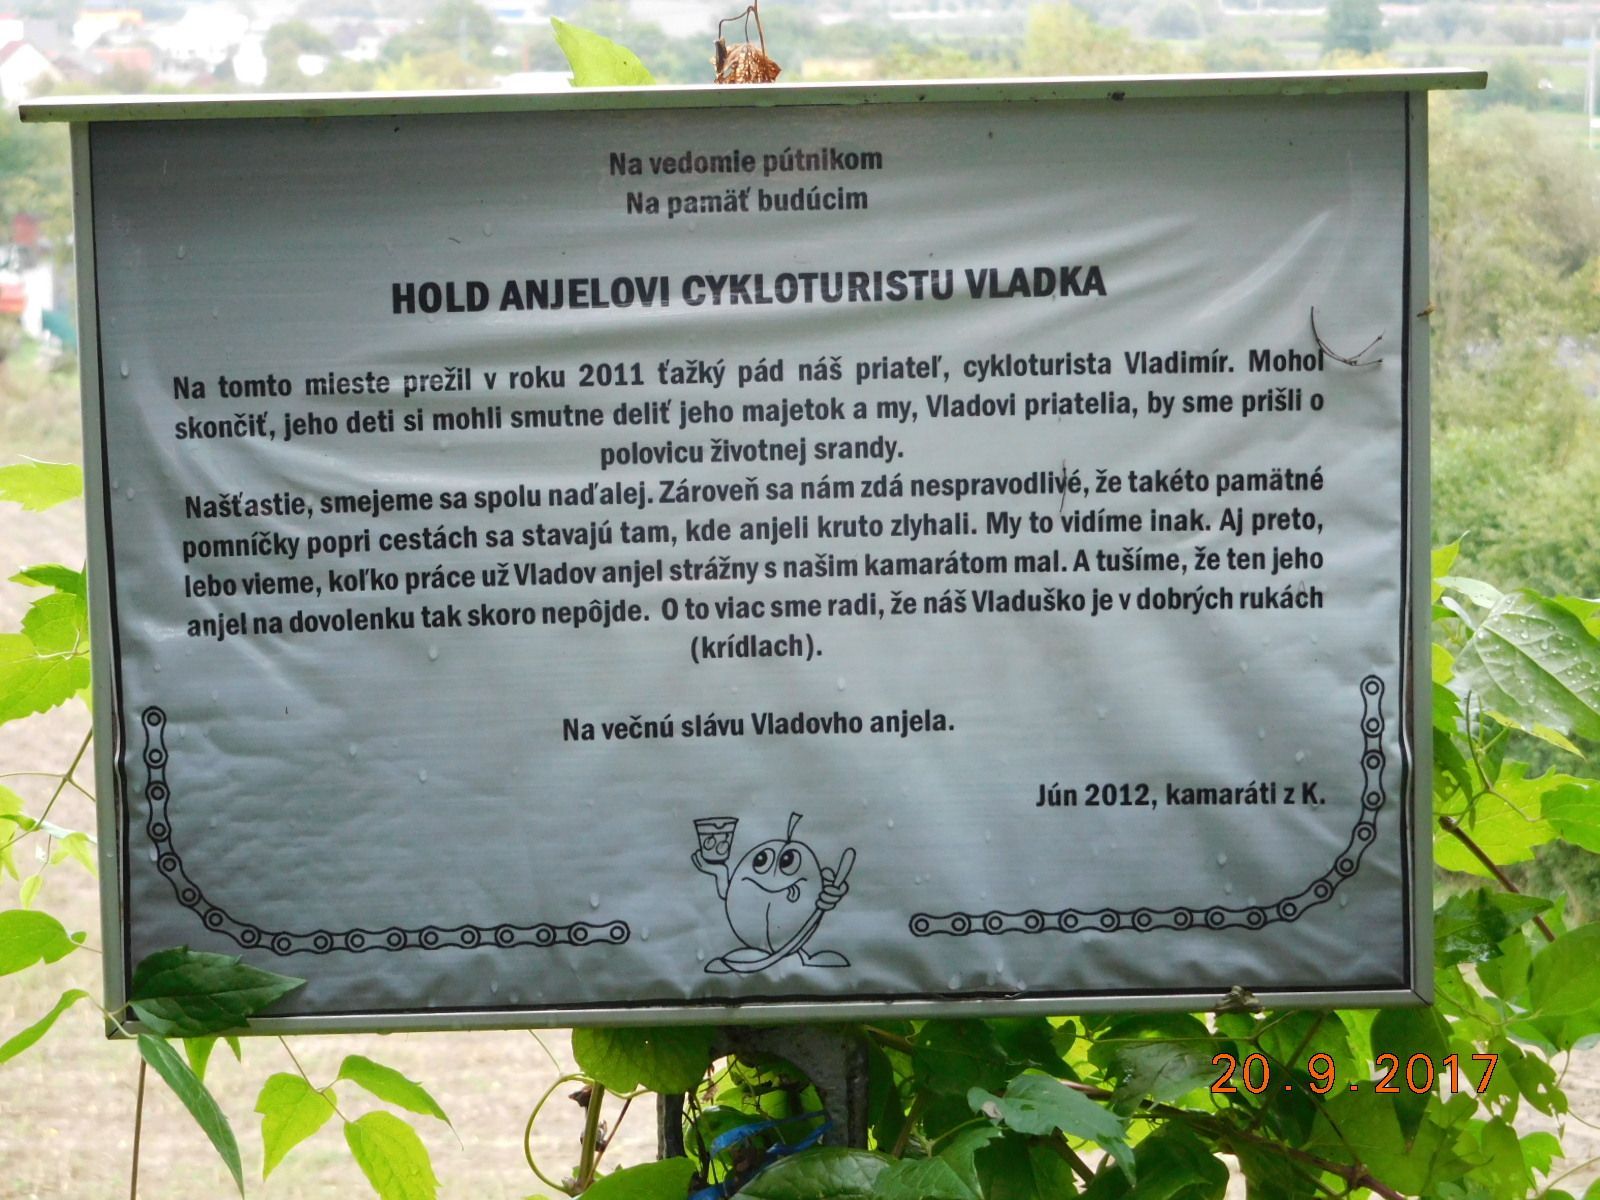 Na vedomie pútnikom
Na pamäť budúcim
HOLD ANJELOVI CYKLOTURISTU VLADKA
Na tomto mieste prežil v roku 2011 ťažký pád náš priateľ, cykloturista Vladimír. Mohol
skončiť, jeho deti si mohli smutne deliť jeho majetok a my, Vladovi priatelia, by sme prišli o
polovicu životnej srandy.
Našťastie, smejeme sa spolu naďalej. Zároveň sa nám zdá nespravodlivé, že takéto pamätné
pomníčky popri cestách sa stavajú tam, kde anjeli kruto zlyhali. My to vidíme inak. Aj preto,
lebo vieme, koľko práce už Vladov anjel strážny s našim kamarátom mal. A tušíme, že ten jeho
anjel na dovolenku tak skoro nepôjde. O to viac sme radi, že náš Vladuško je v dobrých rukách
(krídlach).
Na večnú slávu Vladovho anjela.
Jún 2012, kamaráti z K.
20.9.2017